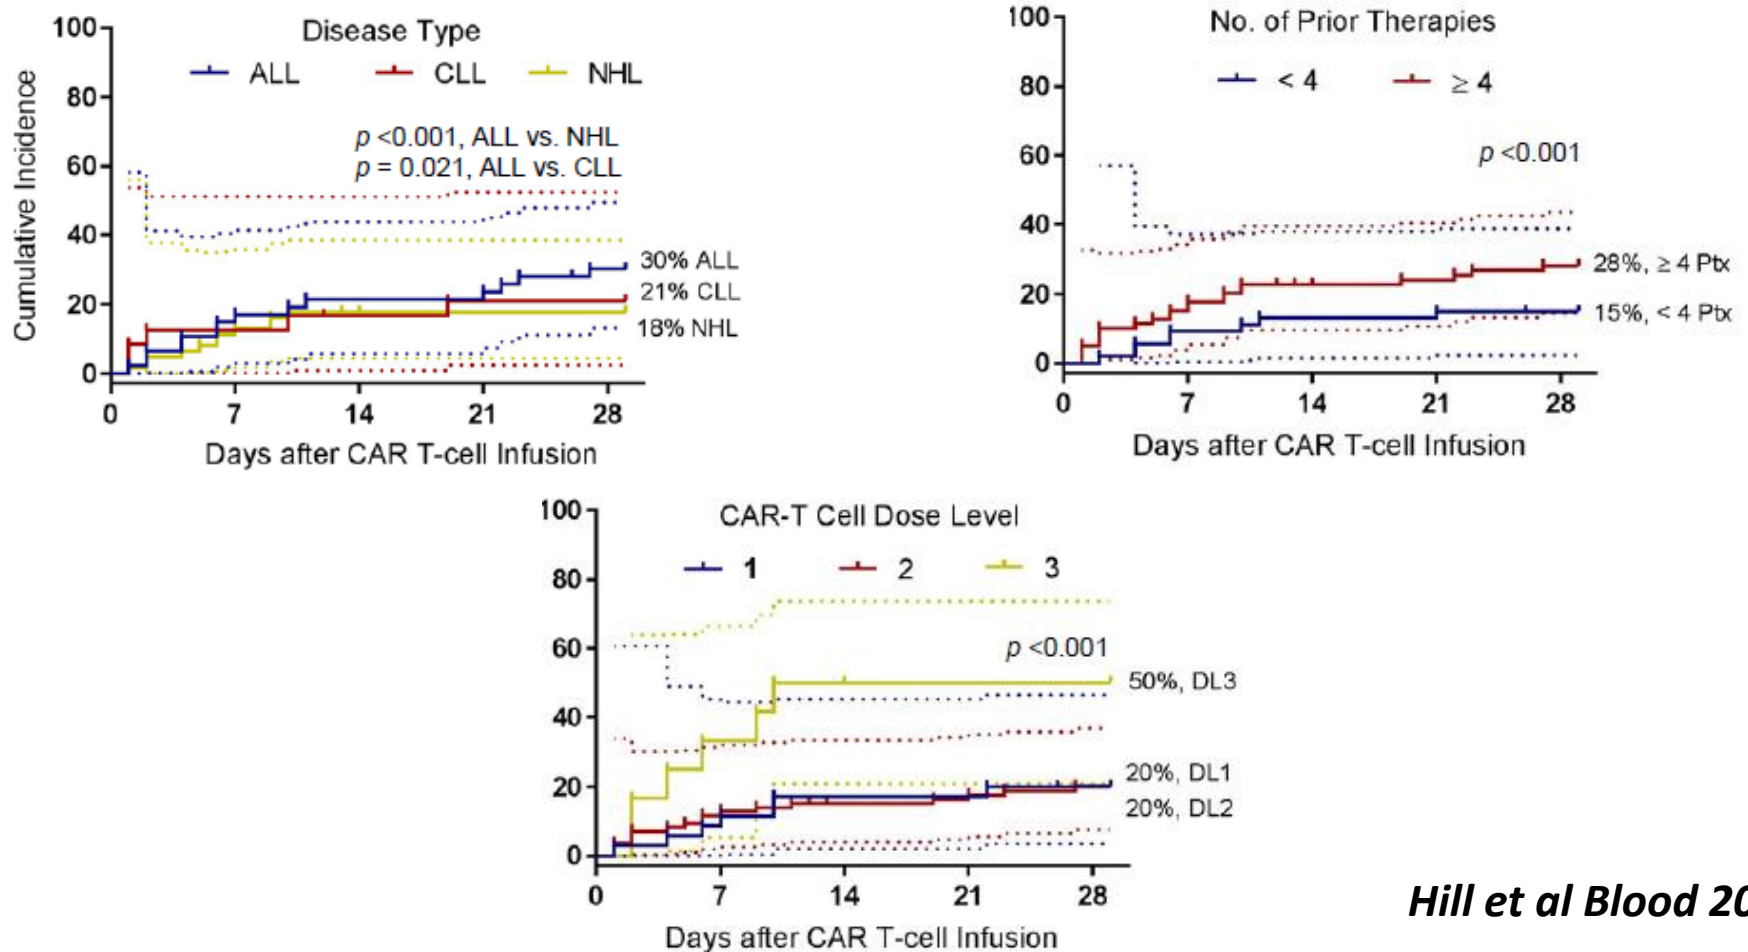 Disease Type
ALL CLL NHL
p <0.001, ALL vs. NHL
p = 0.021, ALL vs. CLL
Cumulative Incidence
100
80
60
40
20
0
30% ALL
21% CLL
18% NHL
0 7 14 21 28
Days after CAR T-cell Infusion
No. of Prior Therapies
< 4 ≥ 4
p <0.001
100
80
60
40
20
0
28%, ≥ 4 Ptx
15%, < 4 Ptx
0 7 14 21 28
Days after CAR T-cell Infusion
CAR-T Cell Dose Level
1 2 3
p <0.001
100
80
60
40
20
0
50%, DL3
20%, DL1
20%, DL2
0 7 14 21 28
Days after CAR T-cell Infusion
Hill et al Blood 20